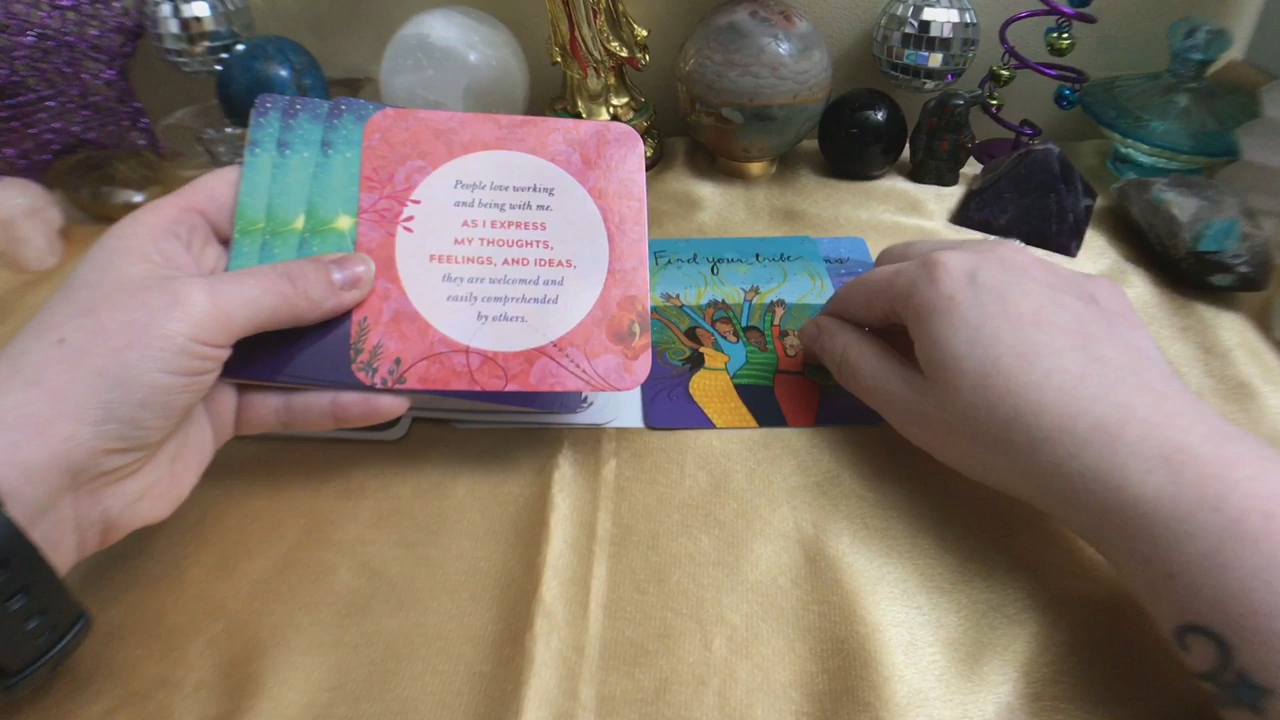 People love working
and being with me.
AS I EXPRESS
MY THOUGHTS,
FEELINGS, AND IDEAS,
they are welcomed and
easily comprehended
by others.
Find your tribe